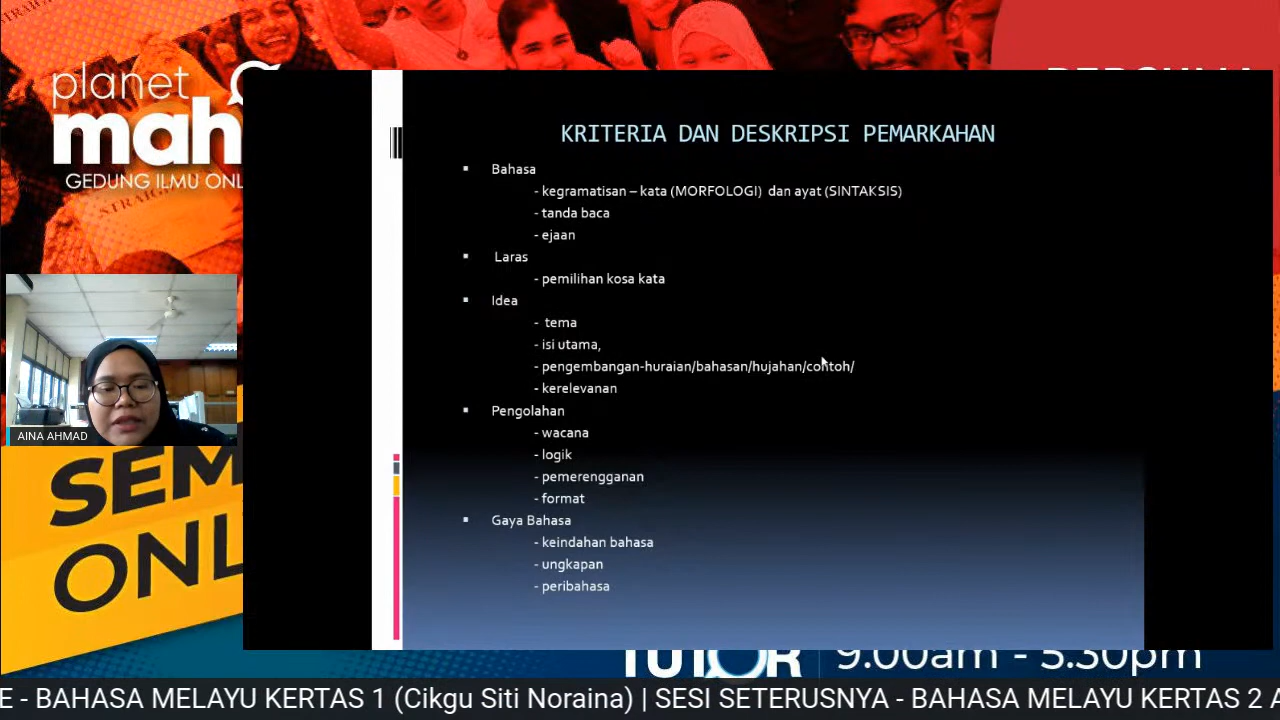 planet
mah
GEDUNG ILMU ONL
KRITERIA DAN DESKRIPSI PEMARKAHAN
▪ Bahasa
- kegramatisan – kata (MORFOLOGI) dan ayat (SINTAKSIS)
- tanda baca
- ejaan
▪ Laras
- pemilihan kosa kata
▪ Idea
- tema
- isi utama,
- pengembangan-huraian/bahasan/hujahan/contoh/
- kerelevanan
▪ Pengolahan
- wacana
- logik
- pemerengganan
- format
▪ Gaya Bahasa
- keindahan bahasa
- ungkapan
- peribahasa
AINA AHMAD
SEM
ONL
TUTOR
9.00am - 5.30pm
E - BAHASA MELAYU KERTAS 1 (Cikgu Siti Noraina) | SESI SETERUSNYA - BAHASA MELAYU KERTAS 2 A